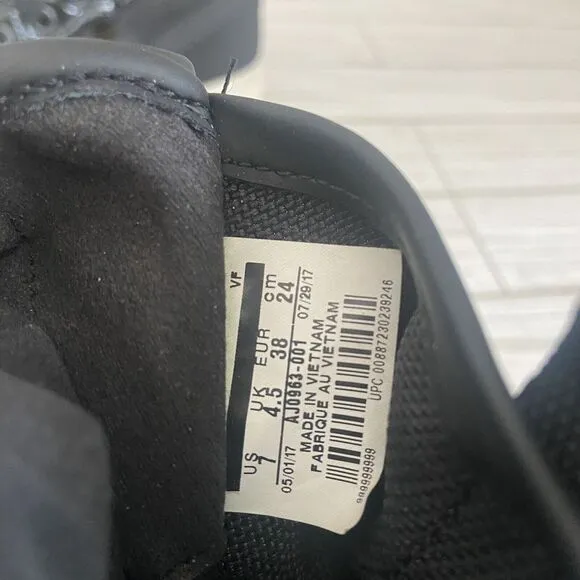 VF
US UK EUR cm
7 4.5 38 24
AJ0963-001
05/01/17 07/29/17
MADE IN VIETNAM
FABRIQUE AU VIETNAM
UPC 00887230239246
999999999